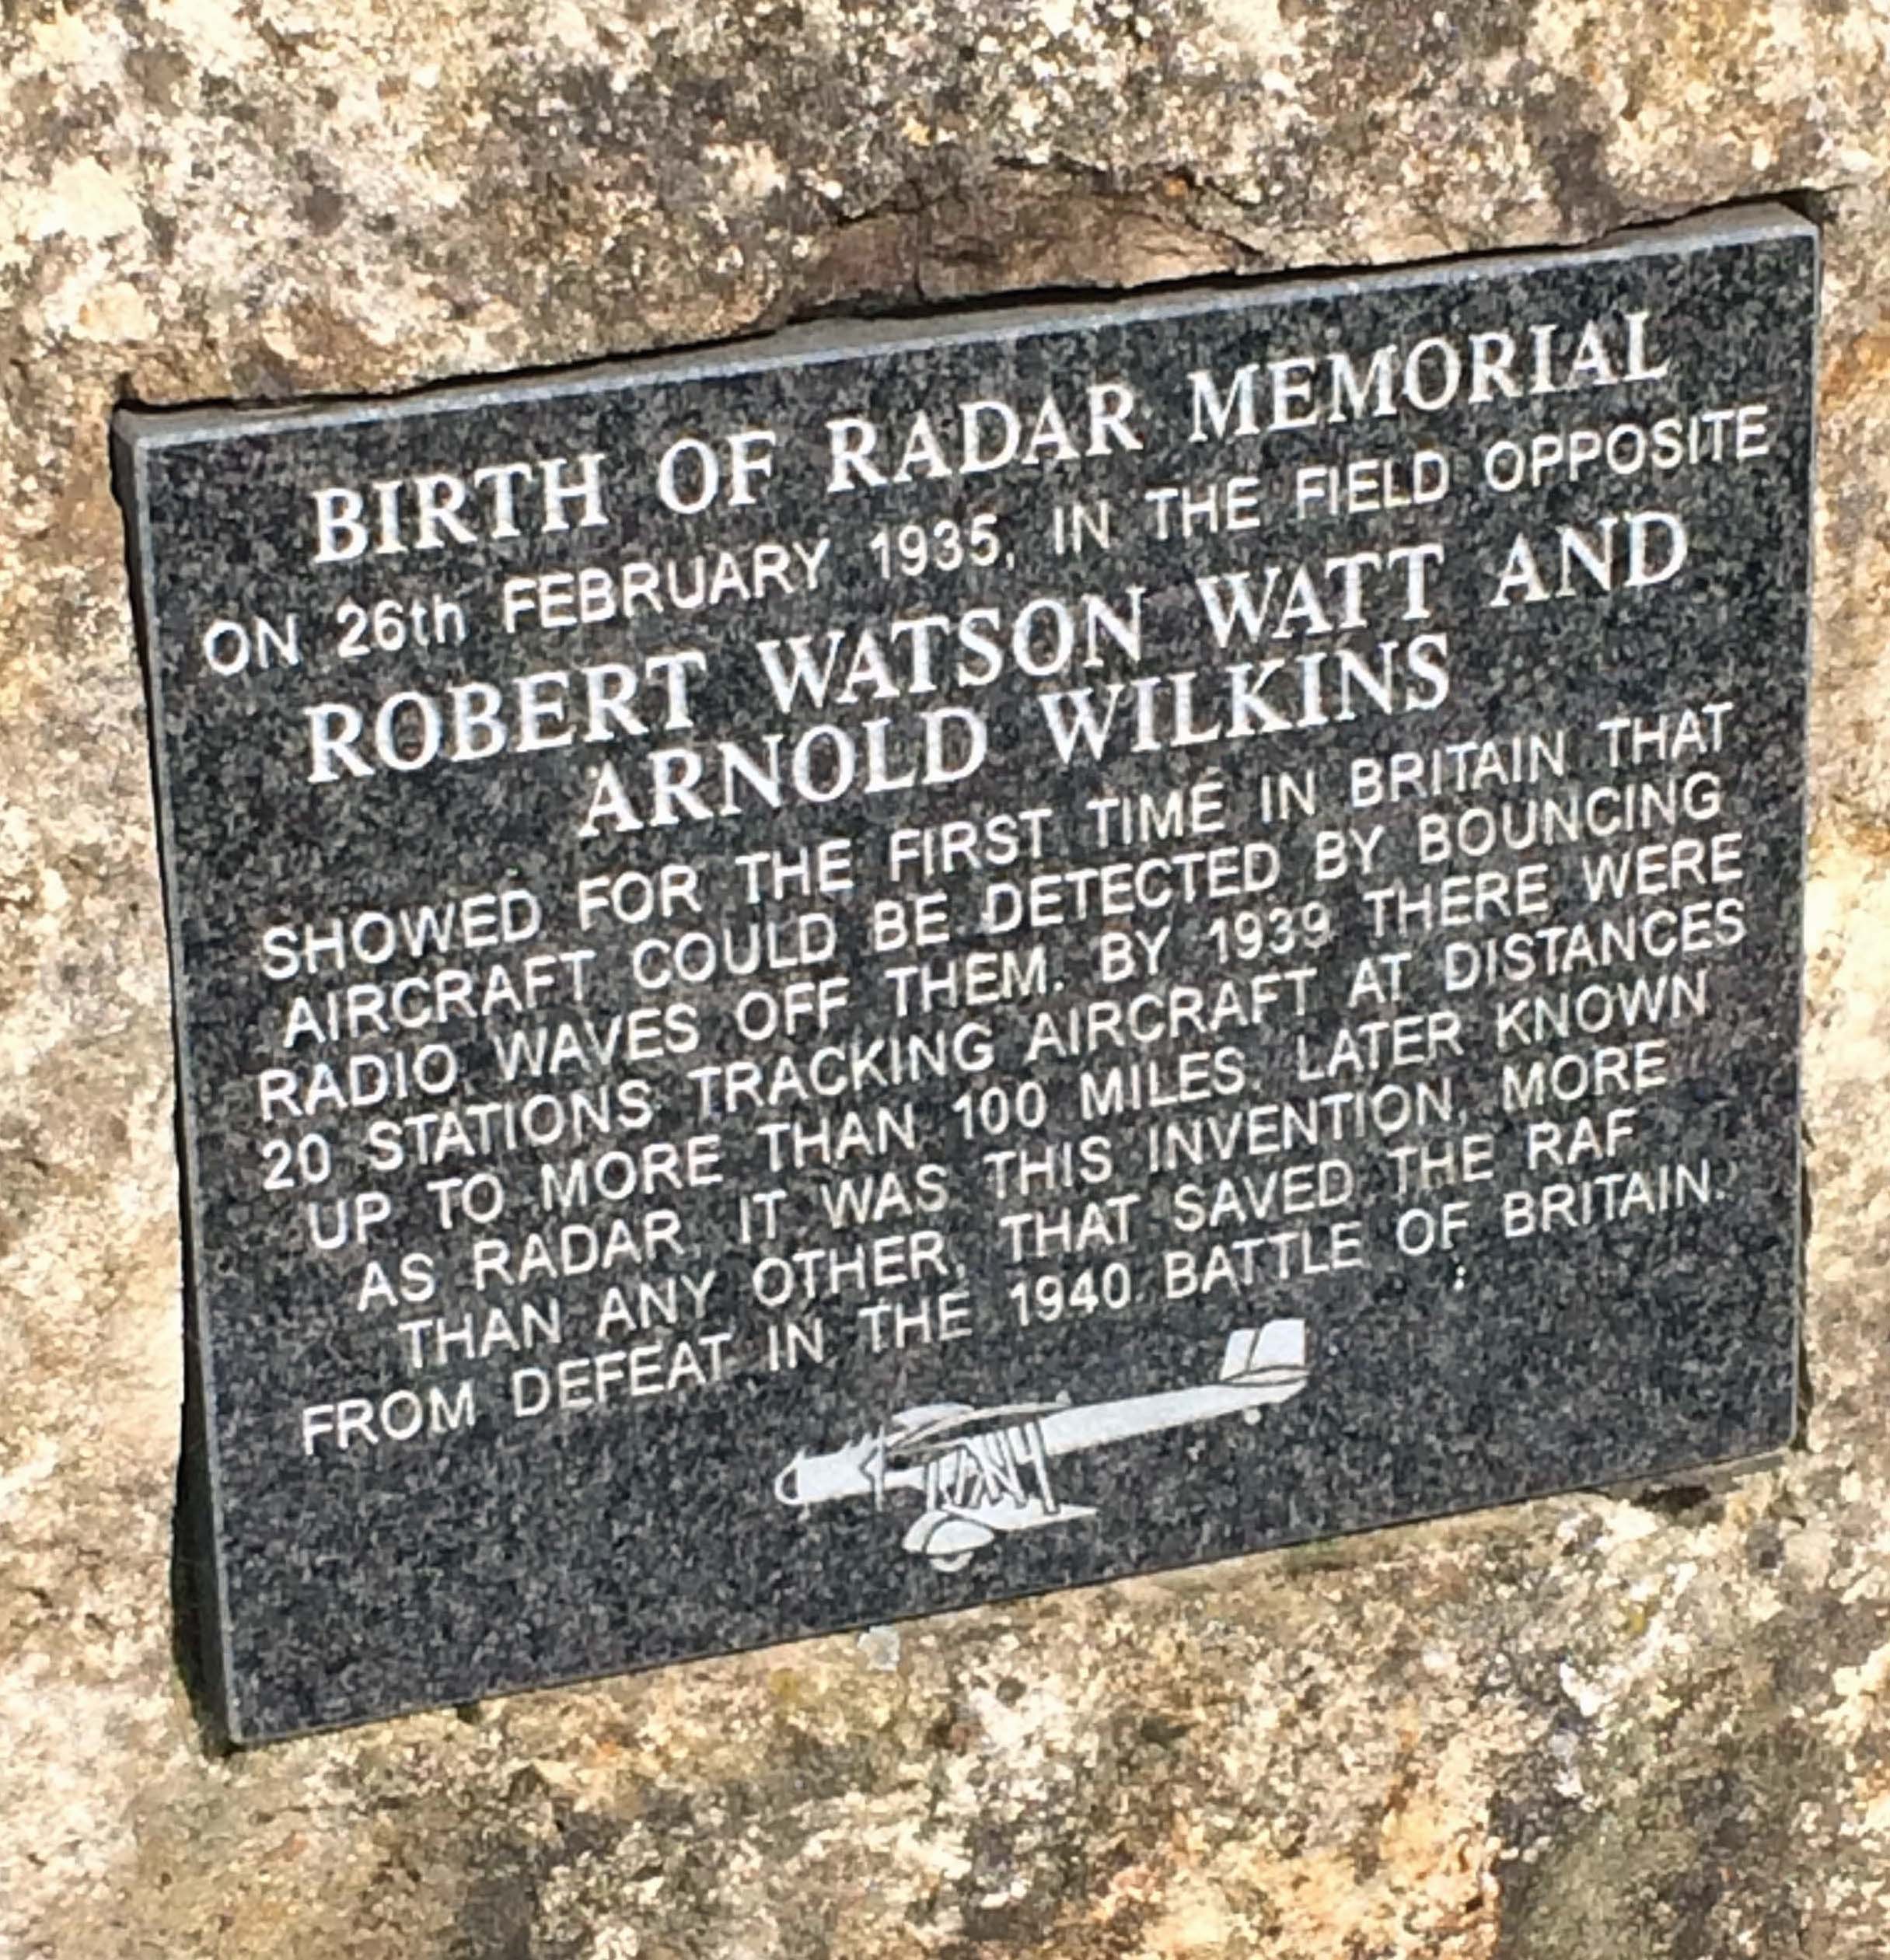 BIRTH OF RADAR MEMORIAL
ON 26th FEBRUARY 1935, IN THE FIELD OPPOSITE
ROBERT WATSON WATT AND
ARNOLD WILKINS
SHOWED FOR THE FIRST TIME IN BRITAIN THAT
AIRCRAFT COULD BE DETECTED BY BOUNCING
RADIO WAVES OFF THEM. BY 1939 THERE WERE
20 STATIONS TRACKING AIRCRAFT AT DISTANCES
UP TO MORE THAN 100 MILES. LATER KNOWN
AS RADAR, IT WAS THIS INVENTION, MORE
THAN ANY OTHER, THAT SAVED THE RAF
FROM DEFEAT IN THE 1940 BATTLE OF BRITAIN.